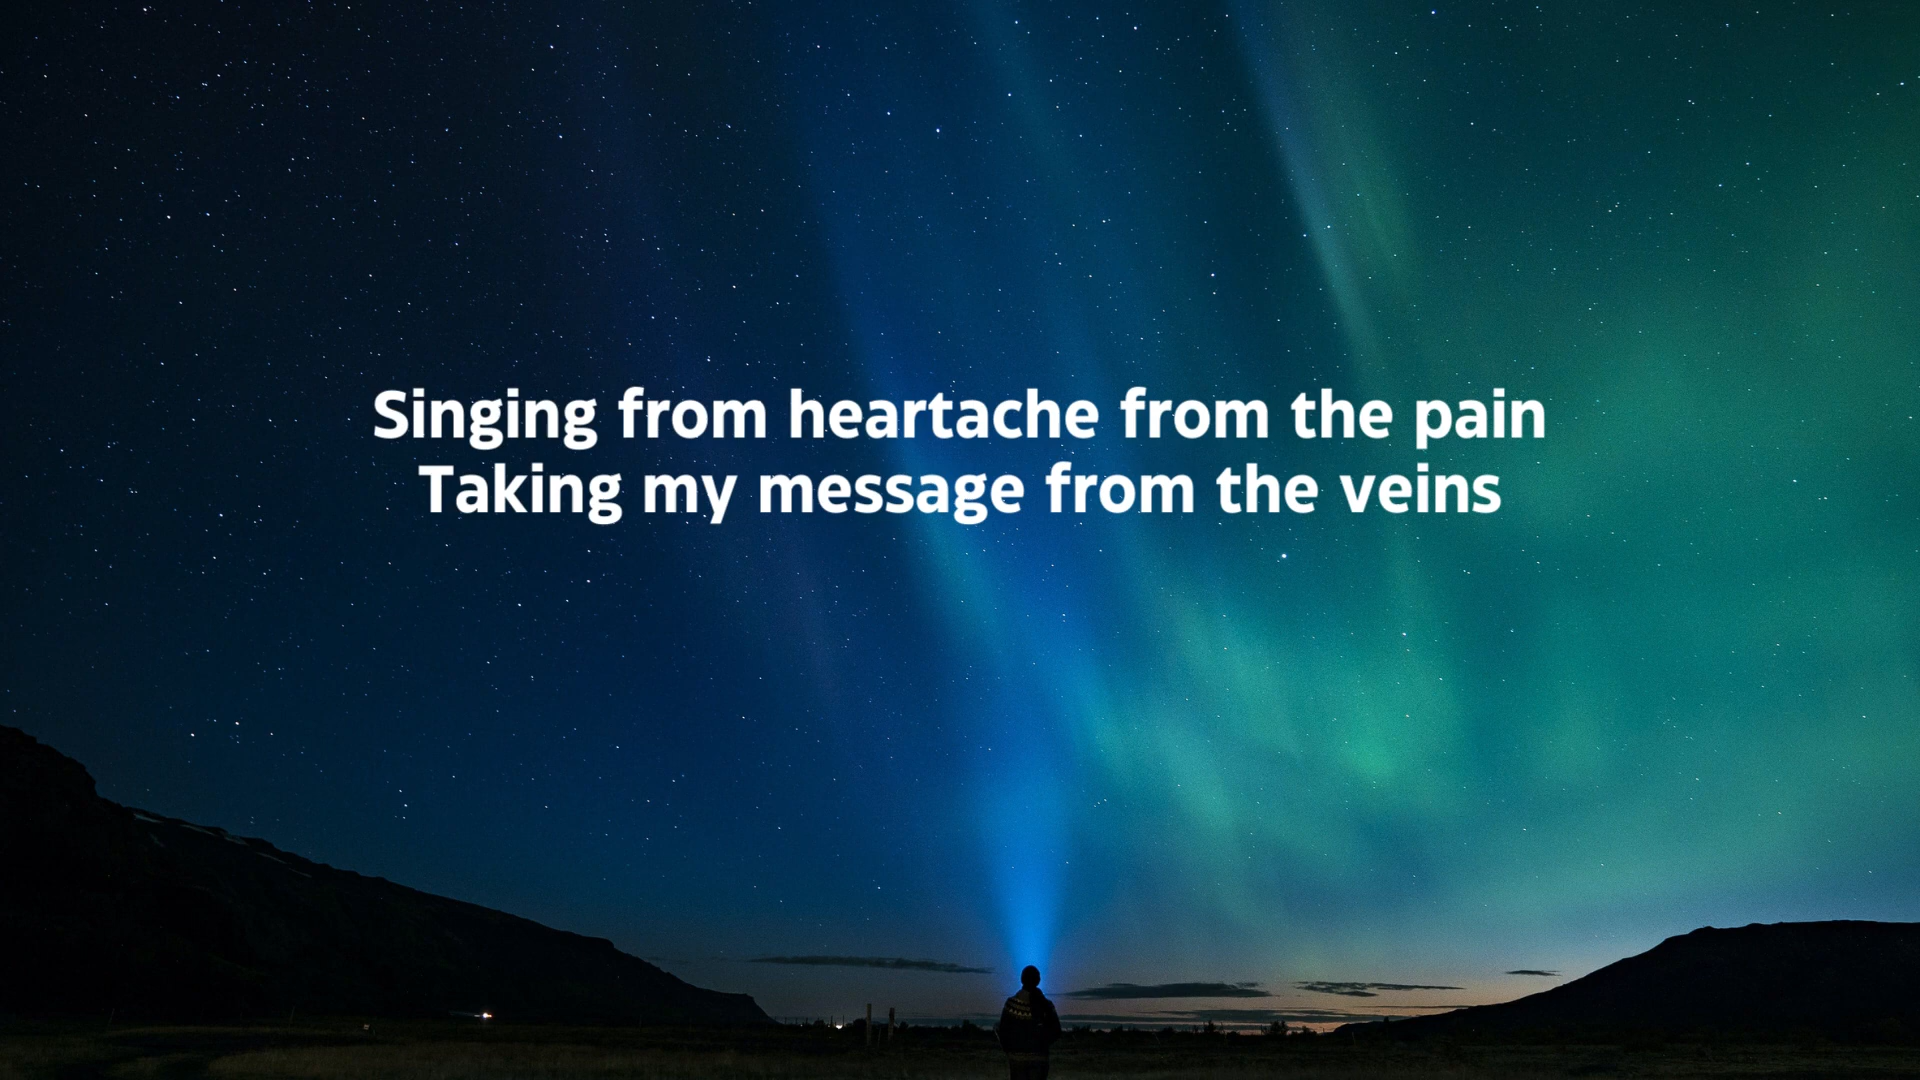 Singing from heartache from the pain
Taking my message from the veins